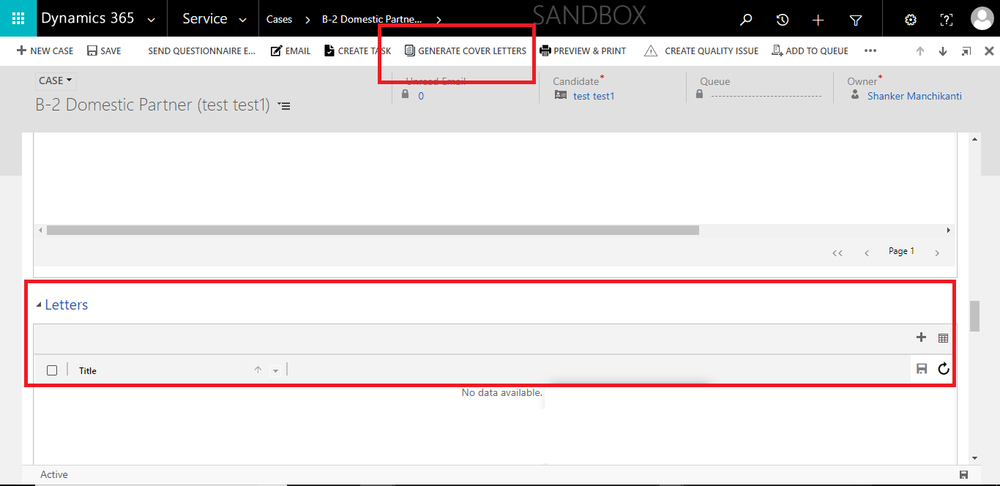 Dynamics 365 Service Cases B-2 Domestic Partne... SANDBOX
NEW CASE SAVE SEND QUESTIONNAIRE E... EMAIL CREATE TASK GENERATE COVER LETTERS PREVIEW & PRINT CREATE QUALITY ISSUE ADD TO QUEUE ...
CASE
B-2 Domestic Partner (test test1)
Unread Email
0
Candidate*
test test1
Queue
--------------------------------
Owner*
Shanker Manchikanti
Page 1
Letters
Title
No data available.
Active